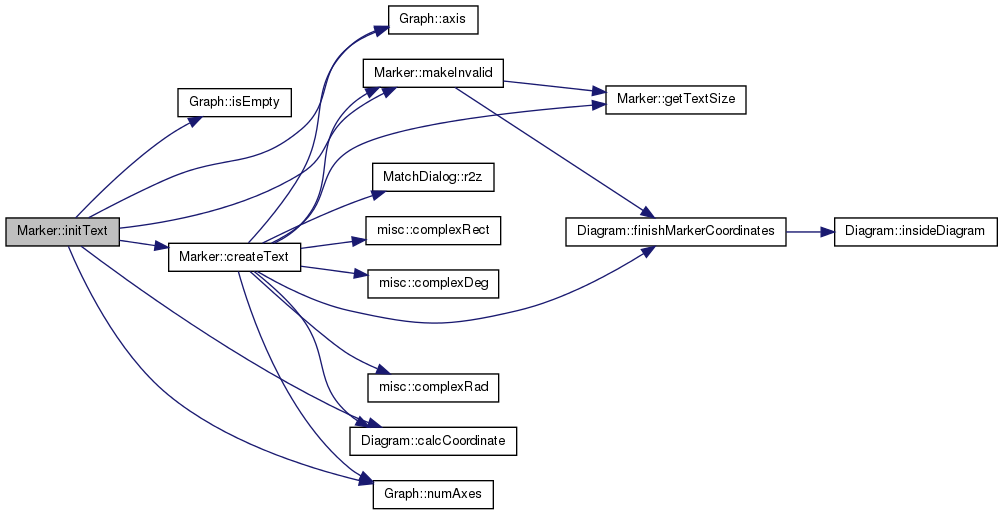 Graph::axis
Marker::makeInvalid
Graph::isEmpty
Marker::getTextSize
MatchDialog::r2z
Marker::initText
misc::complexRect
Diagram::finishMarkerCoordinates
Diagram::insideDiagram
Marker::createText
misc::complexDeg
misc::complexRad
Diagram::calcCoordinate
Graph::numAxes